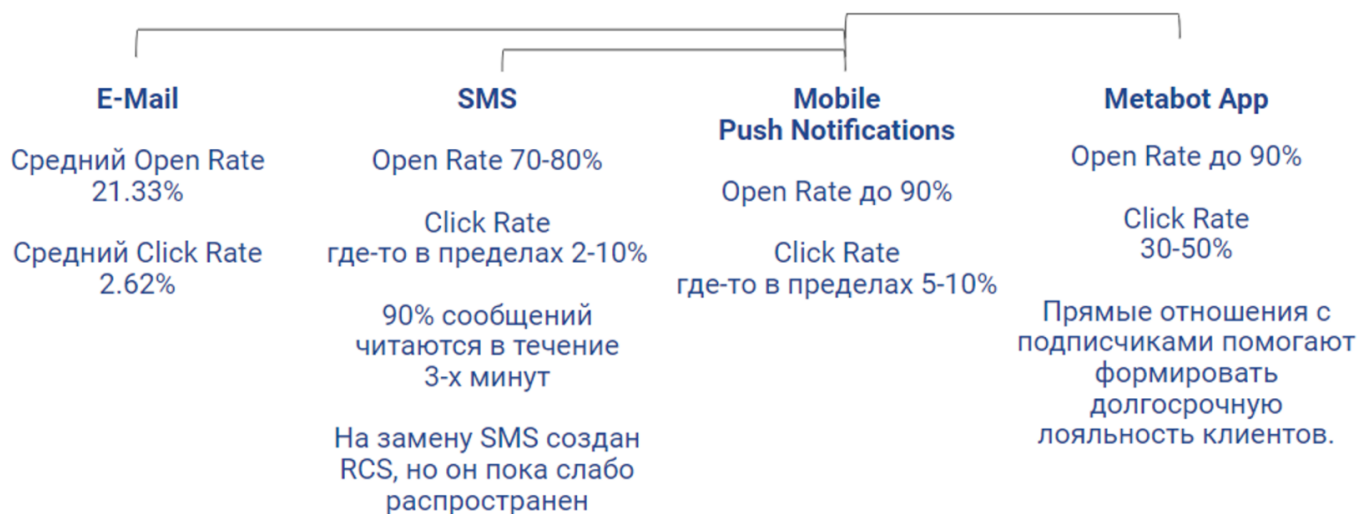 E-Mail
Средний Open Rate
21.33%
Средний Click Rate
2.62%
SMS
Open Rate 70-80%
Click Rate
где-то в пределах 2-10%
90% сообщений
читаются в течение
3-х минут
На замену SMS создан
RCS, но он пока слабо
распространен
Mobile
Push Notifications
Open Rate до 90%
Click Rate
где-то в пределах 5-10%
Metabot App
Open Rate до 90%
Click Rate
30-50%
Прямые отношения с
подписчиками помогают
формировать
долгосрочную
лояльность клиентов.